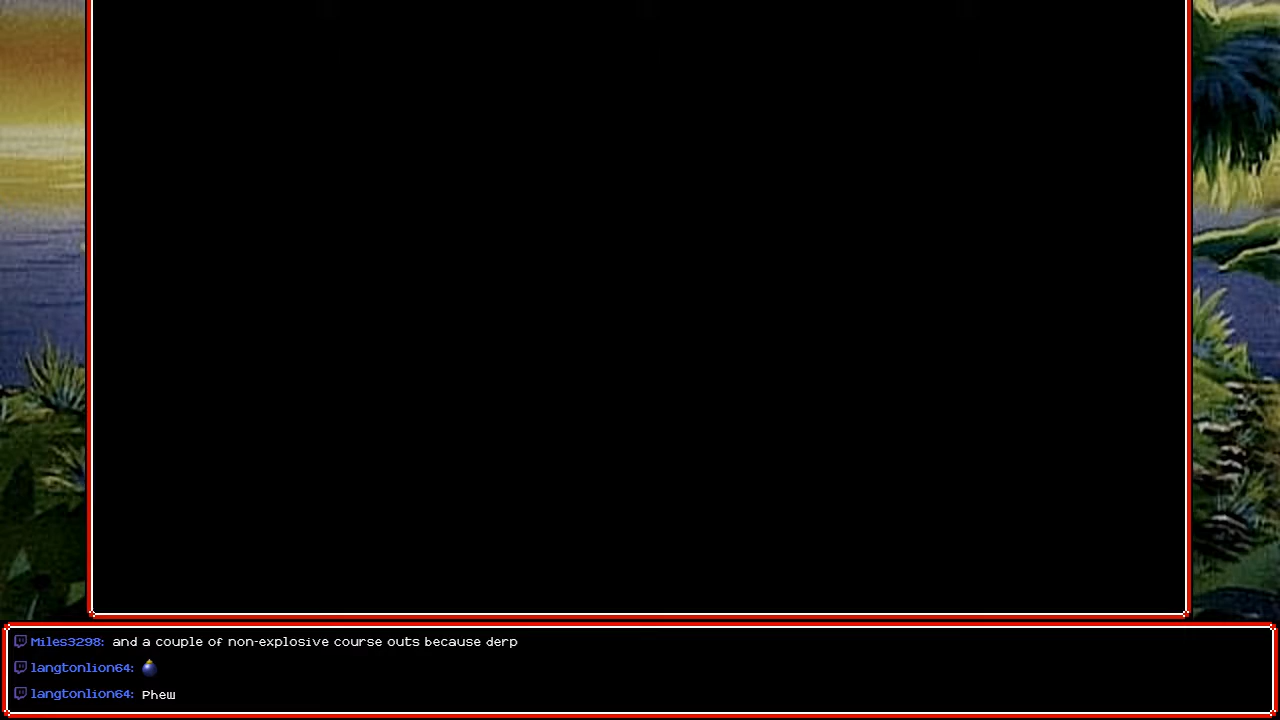 Miles3298: and a couple of non-explosive course outs because derp
langtonlion64:
langtonlion64: Phew